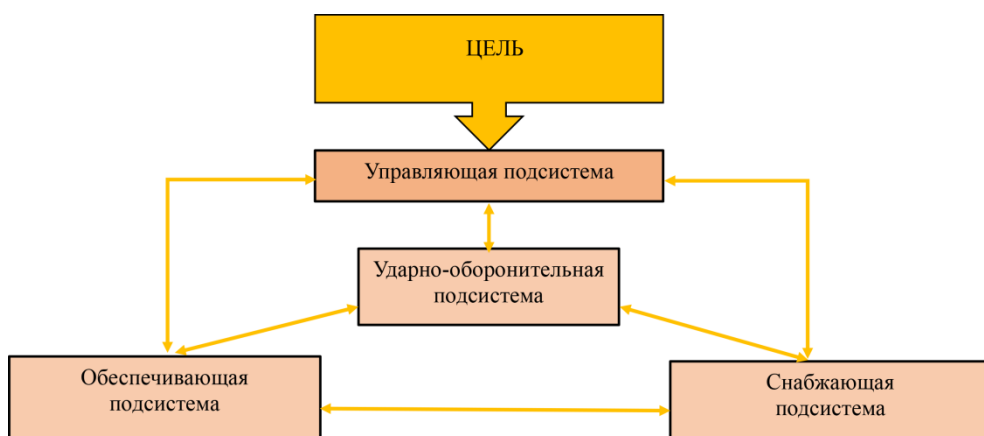 ЦЕЛЬ
Управляющая подсистема
Ударно-оборонительная
подсистема
Обеспечивающая
подсистема
Снабжающая
подсистема